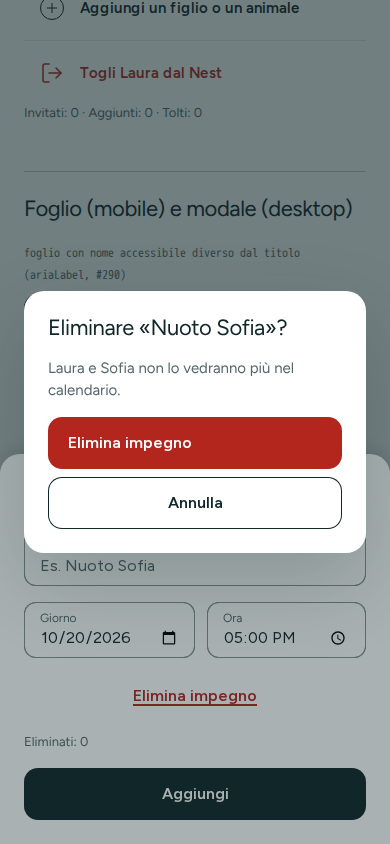 Aggiungi un figlio o un animale
Togli Laura dal Nest
Invitati: 0 · Aggiunti: 0 · Tolti: 0
Foglio (mobile) e modale (desktop)
foglio con nome accessibile diverso dal titolo
(ariaLabel, #290)
Eliminare «Nuoto Sofia»?
Laura e Sofia non lo vedranno più nel
calendario.
Elimina impegno
Annulla
Es. Nuoto Sofia
Giorno
Ora
10/20/2026
05:00 PM
Elimina impegno
Eliminati: 0
Aggiungi